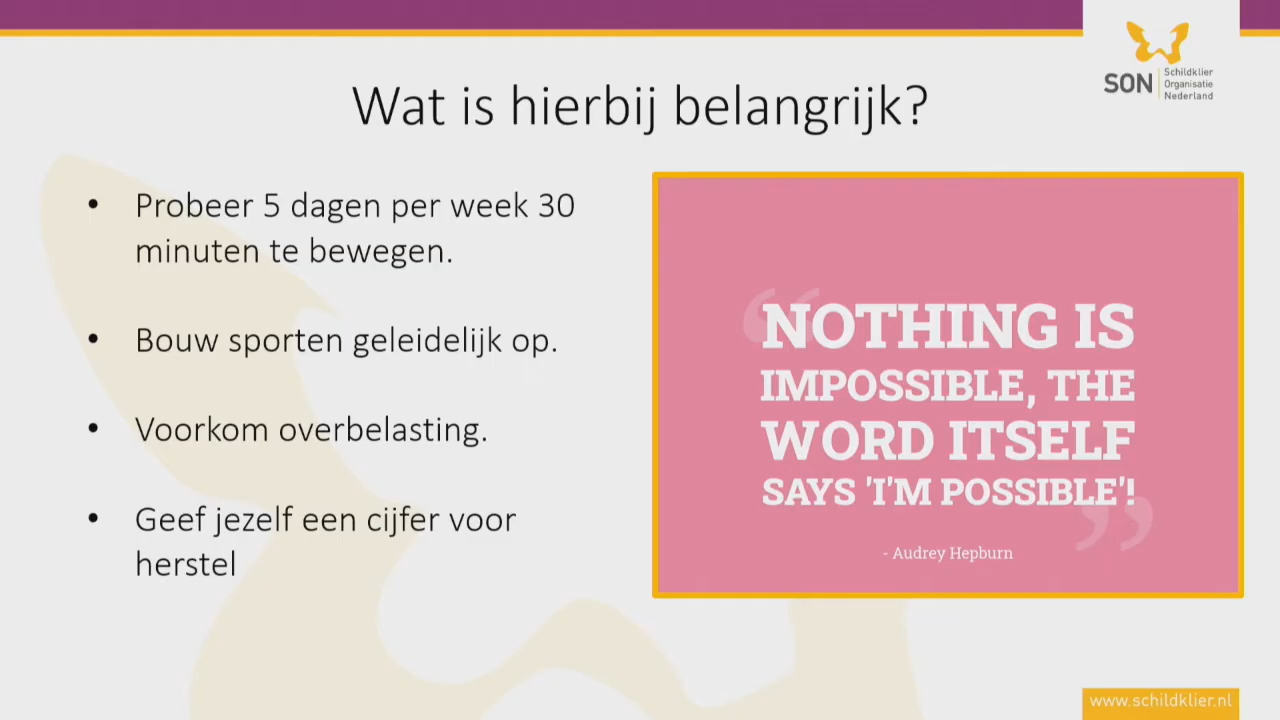 SON
Schildklier
Organisatie
Nederland
Wat is hierbij belangrijk?
• Probeer 5 dagen per week 30
minuten te bewegen.
• Bouw sporten geleidelijk op.
• Voorkom overbelasting.
• Geef jezelf een cijfer voor
herstel
“NOTHING IS
IMPOSSIBLE, THE
WORD ITSELF
SAYS 'I'M POSSIBLE'!”
- Audrey Hepburn
www.schildklier.nl